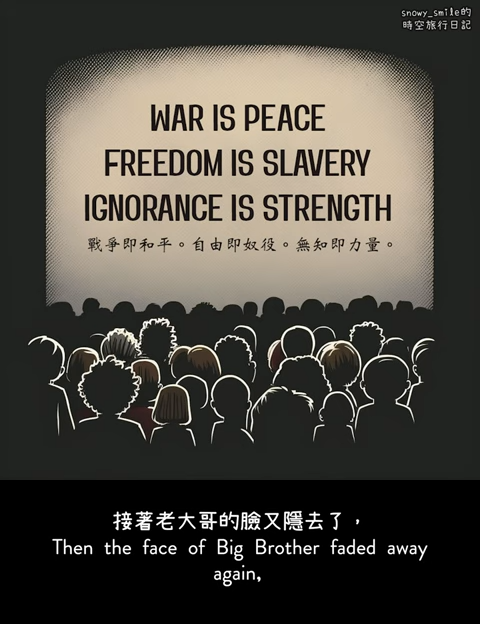 snowy_smile的
時空旅行日記
WAR IS PEACE
FREEDOM IS SLAVERY
IGNORANCE IS STRENGTH
戰爭即和平。自由即奴役。無知即力量。
接著老大哥的臉又隱去了，
Then the face of Big Brother faded away
again,